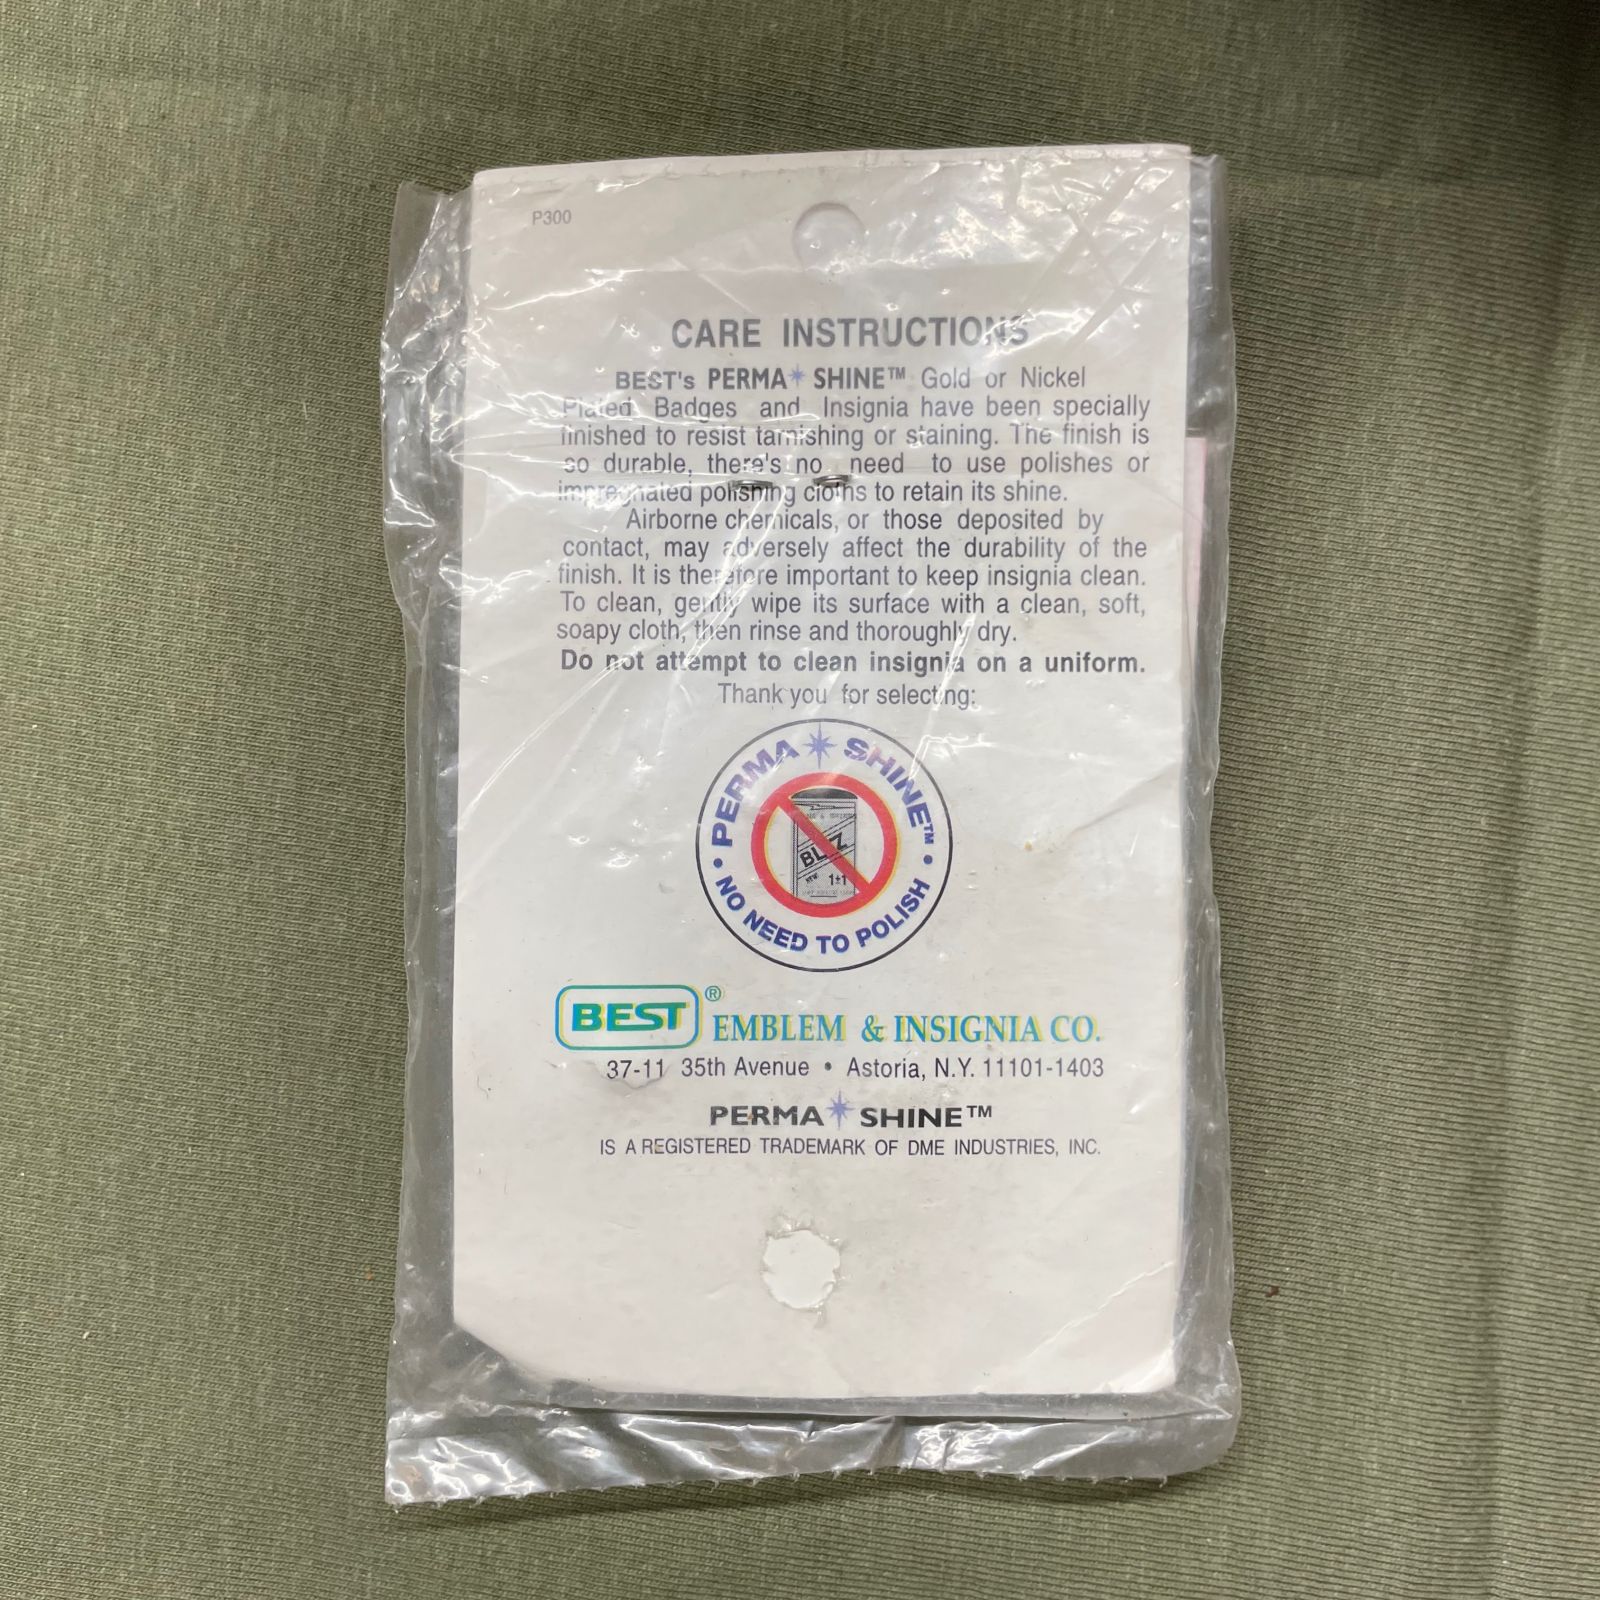 P300
CARE INSTRUCTIONS
BEST's PERMA SHINE™ Gold or Nickel
Plated Badges and Insignia have been specially
finished to resist tarnishing or staining. The finish is
so durable, there's no need to use polishes or
impregnated polishing cloths to retain its shine.
Airborne chemicals, or those deposited by
contact, may adversely affect the durability of the
finish. It is therefore important to keep insignia clean.
To clean, gently wipe its surface with a clean, soft,
soapy cloth, then rinse and thoroughly dry.
Do not attempt to clean insignia on a uniform.
Thank you for selecting:
PERMA SHINE™
BLITZ
NEW 1±1
• NO NEED TO POLISH •
BEST® EMBLEM & INSIGNIA CO.
37-11 35th Avenue • Astoria, N.Y. 11101-1403
PERMA SHINE™
IS A REGISTERED TRADEMARK OF DME INDUSTRIES, INC.